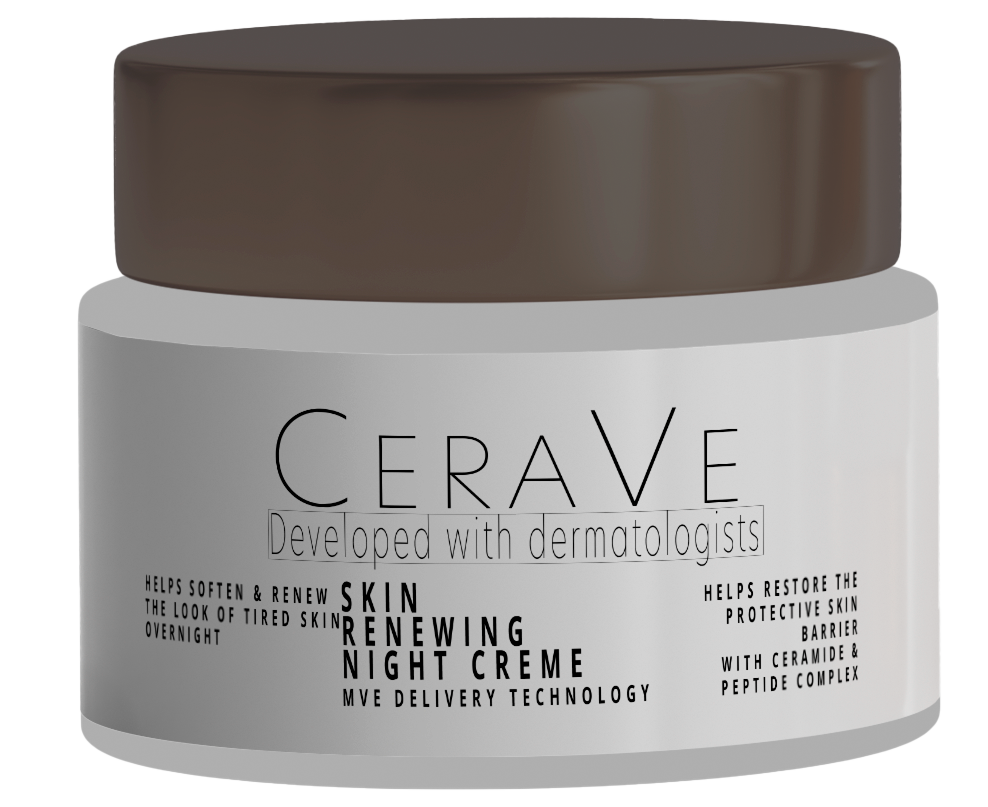 CERAVE
Developed with dermatologists
HELPS SOFTEN & RENEW
THE LOOK OF TIRED SKIN
OVERNIGHT
SKIN
RENEWING
NIGHT CREME
MVE DELIVERY TECHNOLOGY
HELPS RESTORE THE
PROTECTIVE SKIN
BARRIER
WITH CERAMIDE &
PEPTIDE COMPLEX